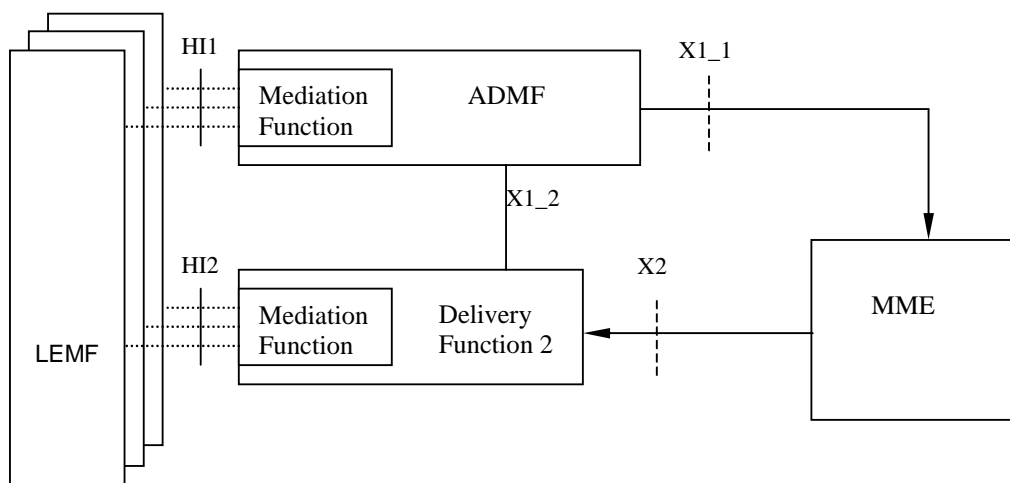 HI1
X1_1
Mediation
Function
ADMF
X1_2
HI2
X2
Mediation
Function
Delivery
Function 2
MME
LEMF